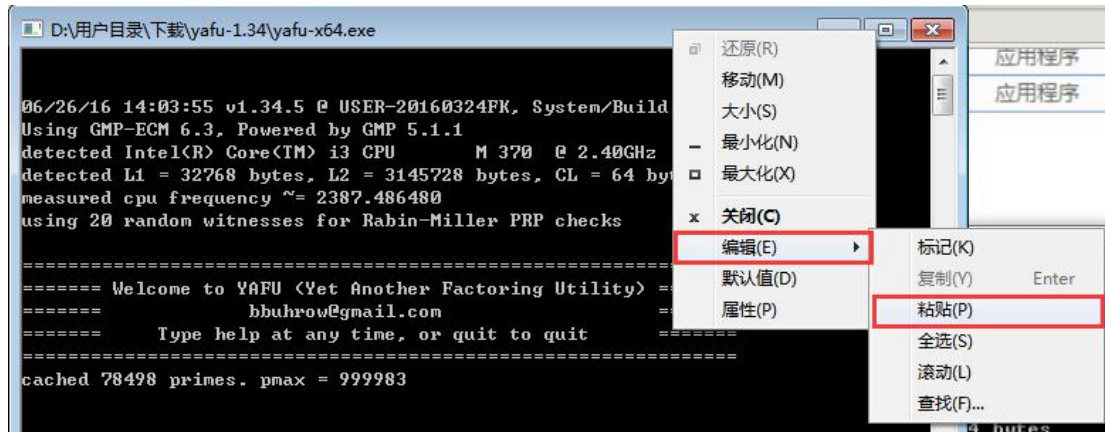 D:\用户目录\下载\yafu-1.34\yafu-x64.exe
06/26/16 14:03:55 v1.34.5 @ USER-20160324FK, System/Build
Using GMP-ECM 6.3, Powered by GMP 5.1.1
detected Intel(R) Core(TM) i3 CPU       M 370  @ 2.40GHz
detected L1 = 32768 bytes, L2 = 3145728 bytes, CL = 64 byt
measured cpu frequency ~= 2387.486480
using 20 random witnesses for Rabin-Miller PRP checks
===============================================================
======= Welcome to YAFU (Yet Another Factoring Utility) ==
======= bbuhrow@gmail.com ==
======= Type help at any time, or quit to quit =======
===============================================================
cached 78498 primes. pmax = 999983
还原(R)
移动(M)
大小(S)
最小化(N)
最大化(X)
关闭(C)
编辑(E)
默认值(D)
属性(P)
标记(K)
复制(Y) Enter
粘贴(P)
全选(S)
滚动(L)
查找(F)...
应用程序
应用程序
4 bytes